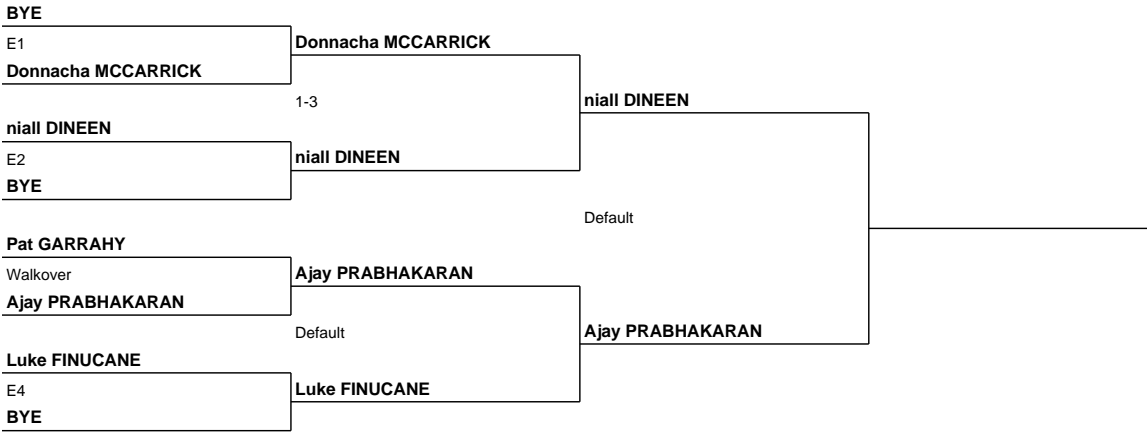 BYE
E1
Donnacha MCCARRICK
Donnacha MCCARRICK
1-3
niall DINEEN
niall DINEEN
E2
BYE
niall DINEEN
Default
Pat GARRAHY
Walkover
Ajay PRABHAKARAN
Ajay PRABHAKARAN
Default
Ajay PRABHAKARAN
Luke FINUCANE
E4
BYE
Luke FINUCANE